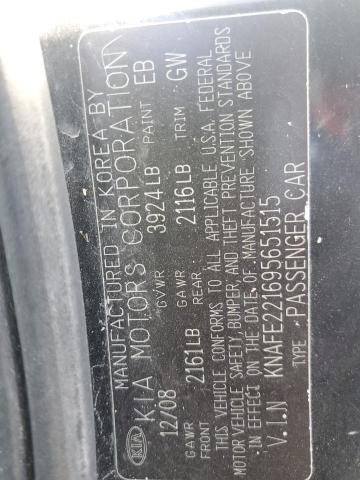 MANUFACTURED IN KOREA BY
KIA KIA MOTORS CORPORATION
12/08 GVWR 3924LB PAINT EB
GAWR FRONT 2161LB GAWR REAR: 2116LB TRIM GW
THIS VEHICLE CONFORMS TO ALL APPLICABLE U.S.A. FEDERAL
MOTOR VEHICLE SAFETY, BUMPER, AND THEFT PREVENTION STANDARDS
IN EFFECT ON THE DATE OF MANUFACTURE SHOWN ABOVE
V.I.N KNAFE221695651515
TYPE: PASSENGER CAR